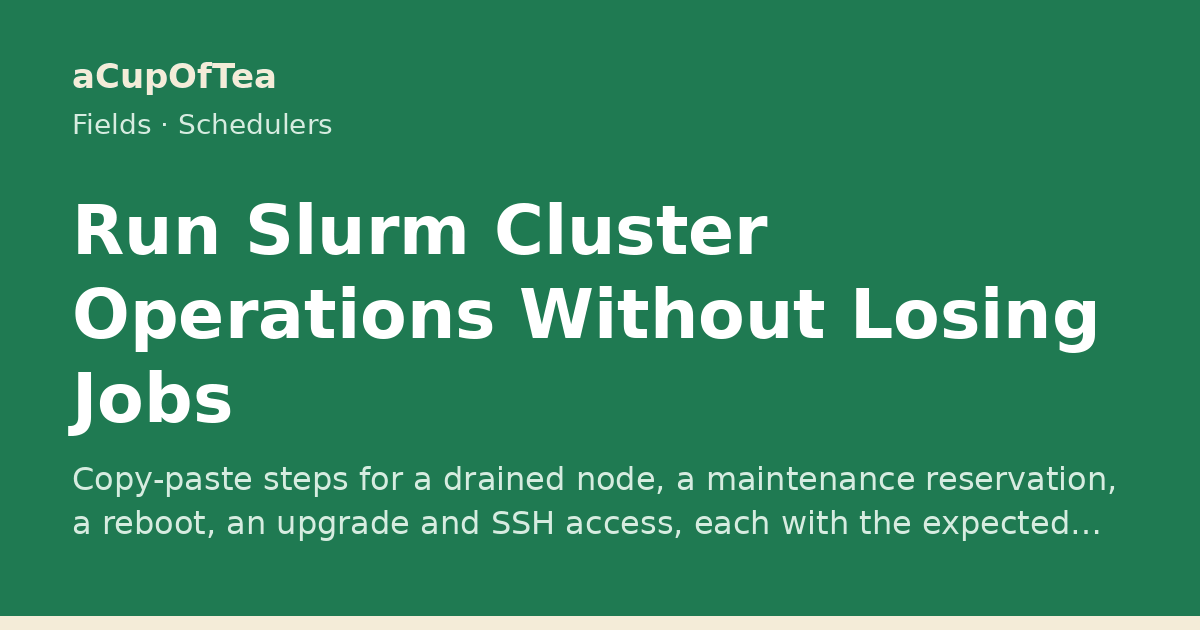 aCupOfTea
Fields · Schedulers
Run Slurm Cluster
Operations Without Losing
Jobs
Copy-paste steps for a drained node, a maintenance reservation,
a reboot, an upgrade and SSH access, each with the expected…